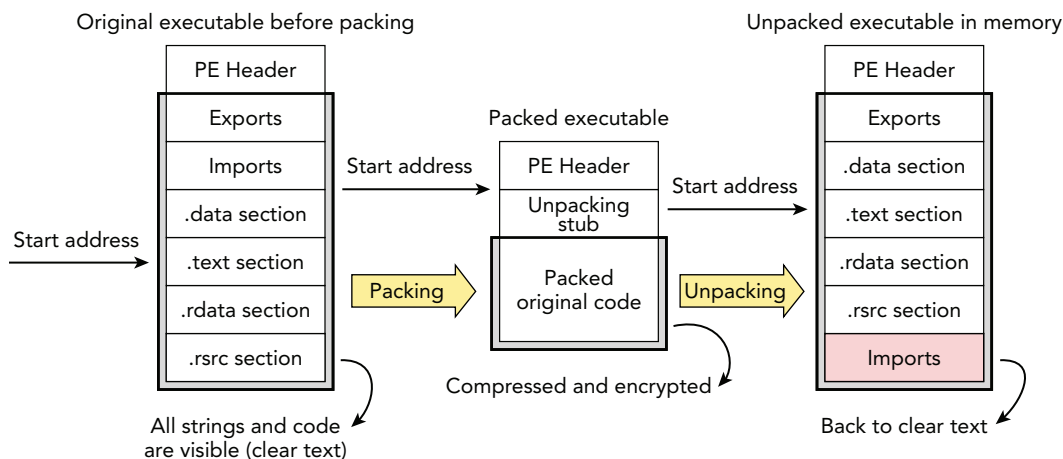 Original executable before packing
PE Header
Exports
Imports
.data section
.text section
.rdata section
.rsrc section
Start address
All strings and code
are visible (clear text)
Packing
Start address
Packed executable
PE Header
Unpacking
stub
Packed
original code
Compressed and encrypted
Unpacking
Start address
Unpacked executable in memory
PE Header
Exports
.data section
.text section
.rdata section
.rsrc section
Imports
Back to clear text